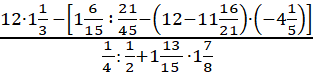 12·1 1/3 − [1 6/15 : 21/45 − (12−11 16/21)·(−4 1/5)]
1/4 : 1/2 + 1 13/15 · 1 7/8